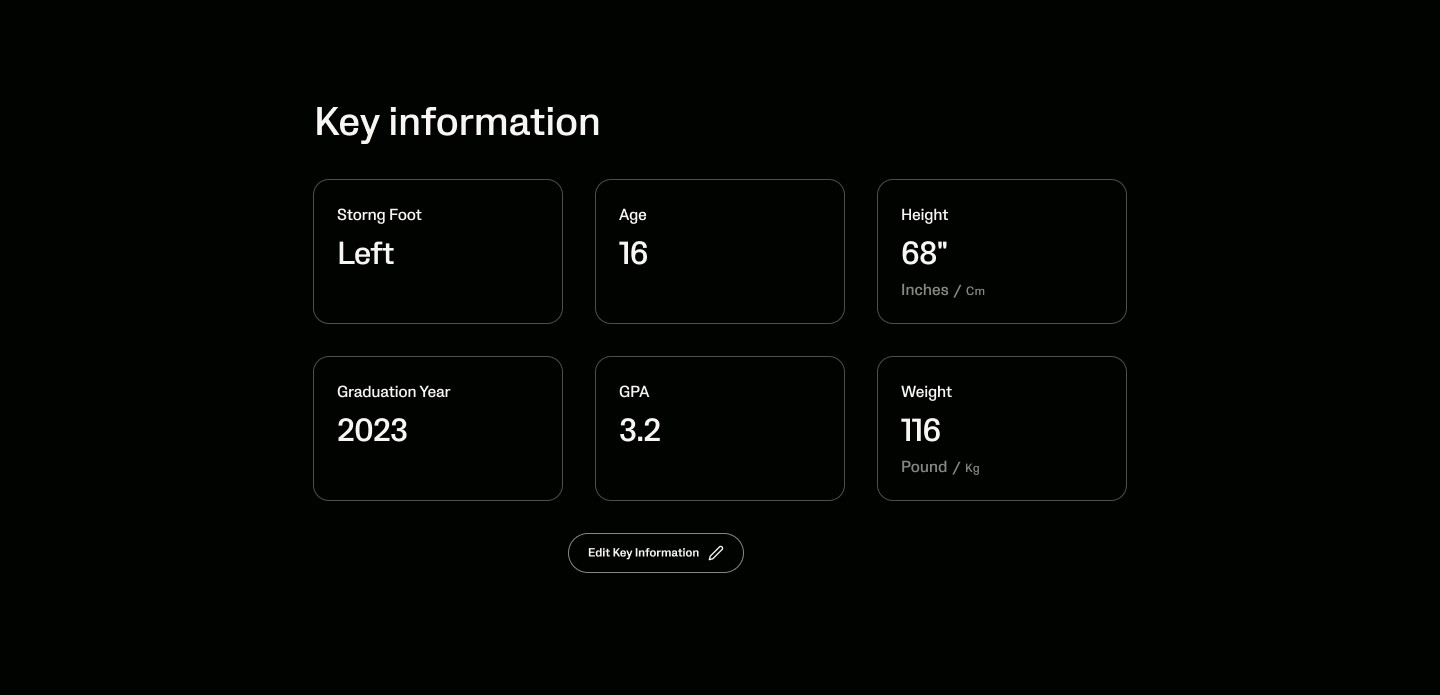 Key information
Storng Foot
Left
Age
16
Height
68"
Inches / Cm
Graduation Year
2023
GPA
3.2
Weight
116
Pound / Kg
Edit Key Information